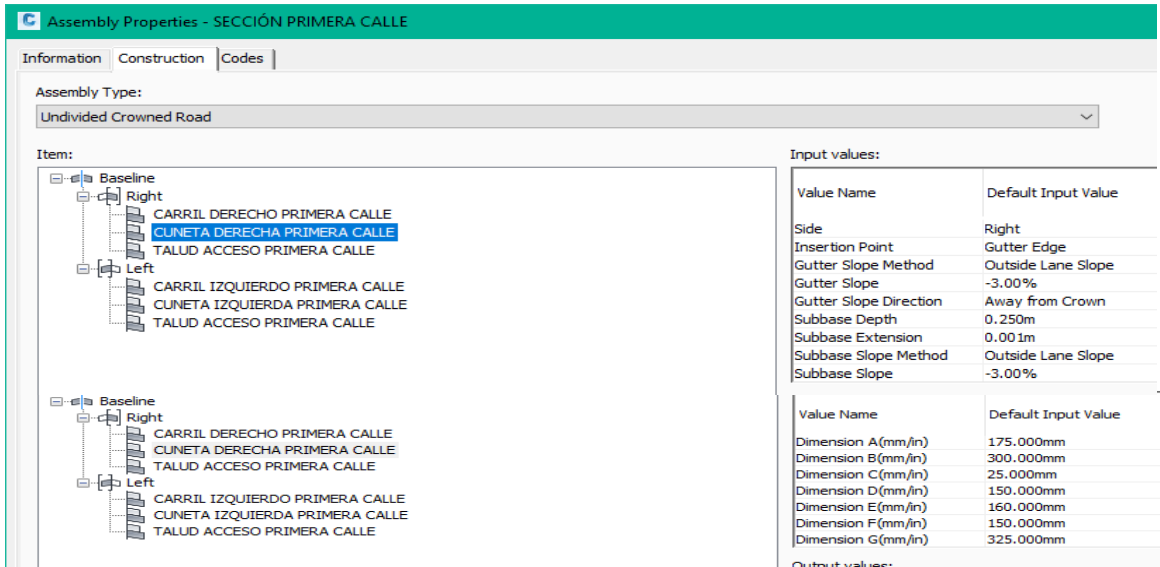 Assembly Properties - SECCIÓN PRIMERA CALLE
Information Construction Codes
Assembly Type:
Undivided Crowned Road
Item:
Baseline
Right
CARRIL DERECHO PRIMERA CALLE
CUNETA DERECHA PRIMERA CALLE
TALUD ACCESO PRIMERA CALLE
Left
CARRIL IZQUIERDO PRIMERA CALLE
CUNETA IZQUIERDA PRIMERA CALLE
TALUD ACCESO PRIMERA CALLE
Input values:
Value Name Default Input Value
Side Right
Insertion Point Gutter Edge
Gutter Slope Method Outside Lane Slope
Gutter Slope -3.00%
Gutter Slope Direction Away from Crown
Subbase Depth 0.250m
Subbase Extension 0.001m
Subbase Slope Method Outside Lane Slope
Subbase Slope -3.00%
Baseline
Right
CARRIL DERECHO PRIMERA CALLE
CUNETA DERECHA PRIMERA CALLE
TALUD ACCESO PRIMERA CALLE
Left
CARRIL IZQUIERDO PRIMERA CALLE
CUNETA IZQUIERDA PRIMERA CALLE
TALUD ACCESO PRIMERA CALLE
Value Name Default Input Value
Dimension A(mm/in) 175.000mm
Dimension B(mm/in) 300.000mm
Dimension C(mm/in) 25.000mm
Dimension D(mm/in) 150.000mm
Dimension E(mm/in) 160.000mm
Dimension F(mm/in) 150.000mm
Dimension G(mm/in) 325.000mm
Output values: